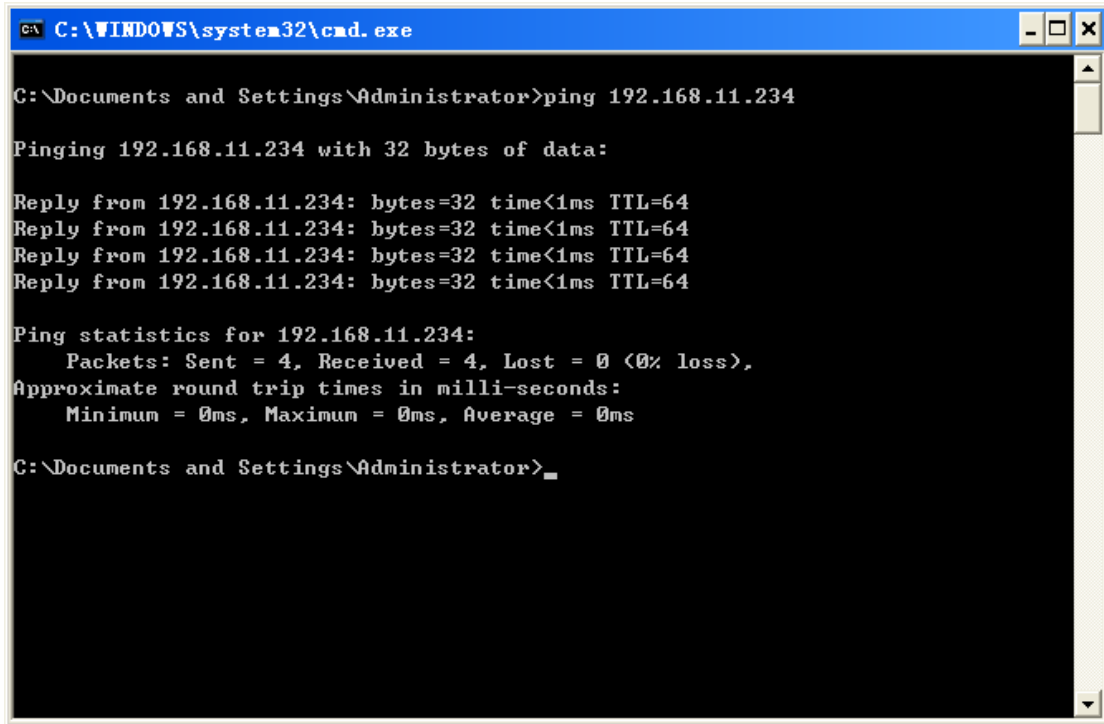 C:\WINDOWS\system32\cmd.exe
C:\Documents and Settings\Administrator>ping 192.168.11.234
Pinging 192.168.11.234 with 32 bytes of data:
Reply from 192.168.11.234: bytes=32 time<1ms TTL=64
Reply from 192.168.11.234: bytes=32 time<1ms TTL=64
Reply from 192.168.11.234: bytes=32 time<1ms TTL=64
Reply from 192.168.11.234: bytes=32 time<1ms TTL=64
Ping statistics for 192.168.11.234:
    Packets: Sent = 4, Received = 4, Lost = 0 (0% loss),
Approximate round trip times in milli-seconds:
    Minimum = 0ms, Maximum = 0ms, Average = 0ms
C:\Documents and Settings\Administrator>_